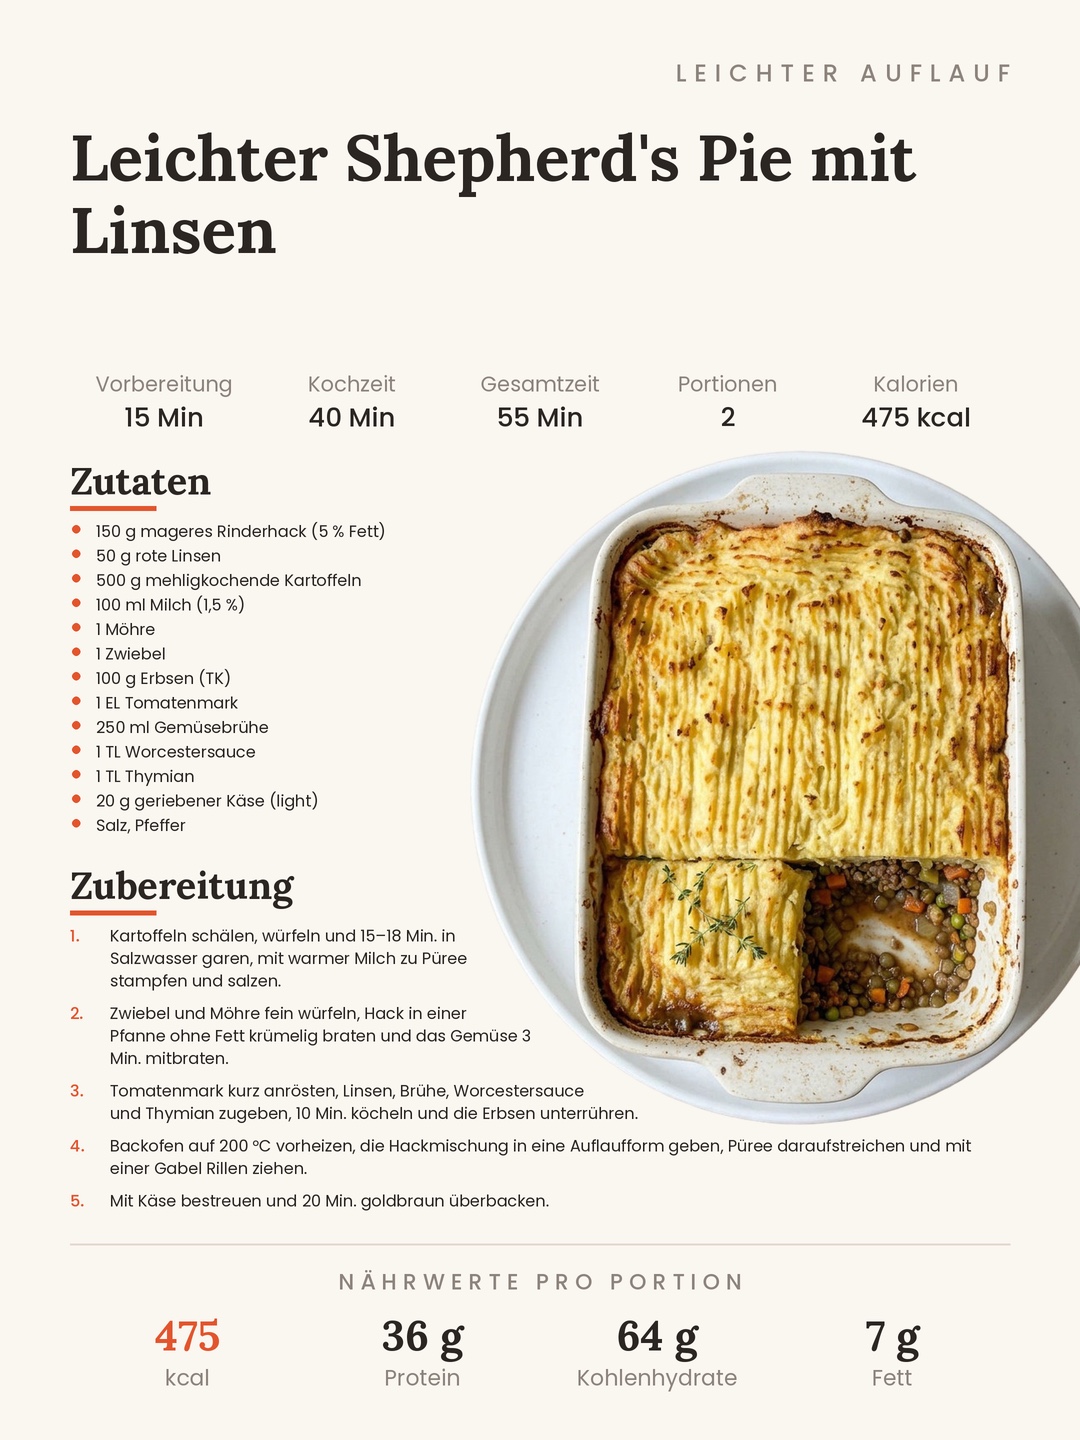 LEICHTER AUFLAUF
Leichter Shepherd's Pie mit
Linsen
Vorbereitung
15 Min
Kochzeit
40 Min
Gesamtzeit
55 Min
Portionen
2
Kalorien
475 kcal
Zutaten
150 g mageres Rinderhack (5 % Fett)
50 g rote Linsen
500 g mehligkochende Kartoffeln
100 ml Milch (1,5 %)
1 Möhre
1 Zwiebel
100 g Erbsen (TK)
1 EL Tomatenmark
250 ml Gemüsebrühe
1 TL Worcestersauce
1 TL Thymian
20 g geriebener Käse (light)
Salz, Pfeffer
Zubereitung
1. Kartoffeln schälen, würfeln und 15–18 Min. in
Salzwasser garen, mit warmer Milch zu Püree
stampfen und salzen.
2. Zwiebel und Möhre fein würfeln, Hack in einer
Pfanne ohne Fett krümelig braten und das Gemüse 3
Min. mitbraten.
3. Tomatenmark kurz anrösten, Linsen, Brühe, Worcestersauce
und Thymian zugeben, 10 Min. köcheln und die Erbsen unterrühren.
4. Backofen auf 200 °C vorheizen, die Hackmischung in eine Auflaufform geben, Püree daraufstreichen und mit
einer Gabel Rillen ziehen.
5. Mit Käse bestreuen und 20 Min. goldbraun überbacken.
NÄHRWERTE PRO PORTION
475
kcal
36 g
Protein
64 g
Kohlenhydrate
7 g
Fett